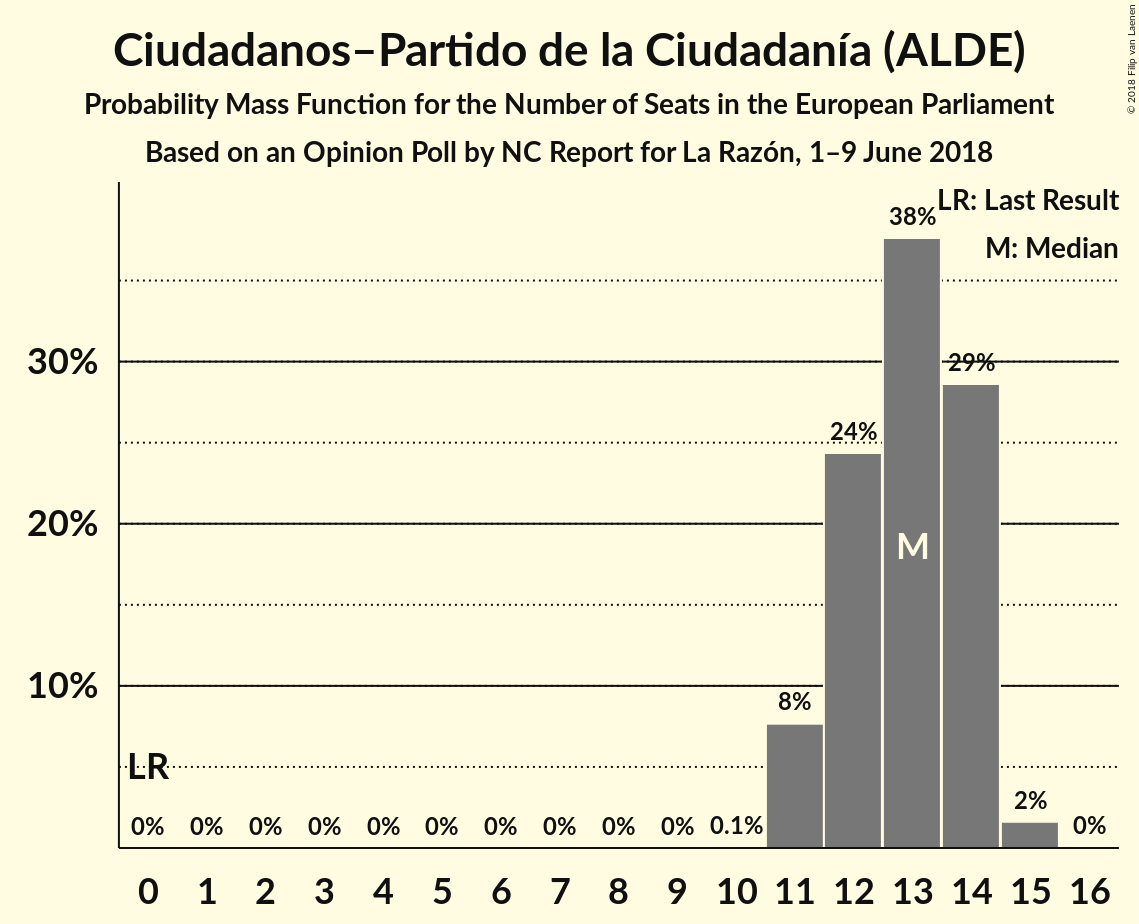 Ciudadanos–Partido de la Ciudadanía (ALDE)
Probability Mass Function for the Number of Seats in the European Parliament
Based on an Opinion Poll by NC Report for La Razón, 1–9 June 2018
© 2018 Filip van Laenen
LR: Last Result
M: Median
38%
30%
29%
24%
20%
M
10%
8%
LR
2%
0% 0% 0% 0% 0% 0% 0% 0% 0% 0% 0.1% 0%
0 1 2 3 4 5 6 7 8 9 10 11 12 13 14 15 16